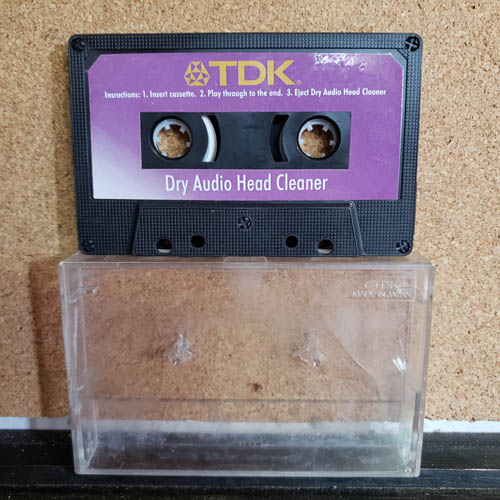 TDK®
Instructions: 1. Insert cassette. 2. Play through to the end. 3. Eject Dry Audio Head Cleaner
Dry Audio Head Cleaner
MADE IN JAPAN